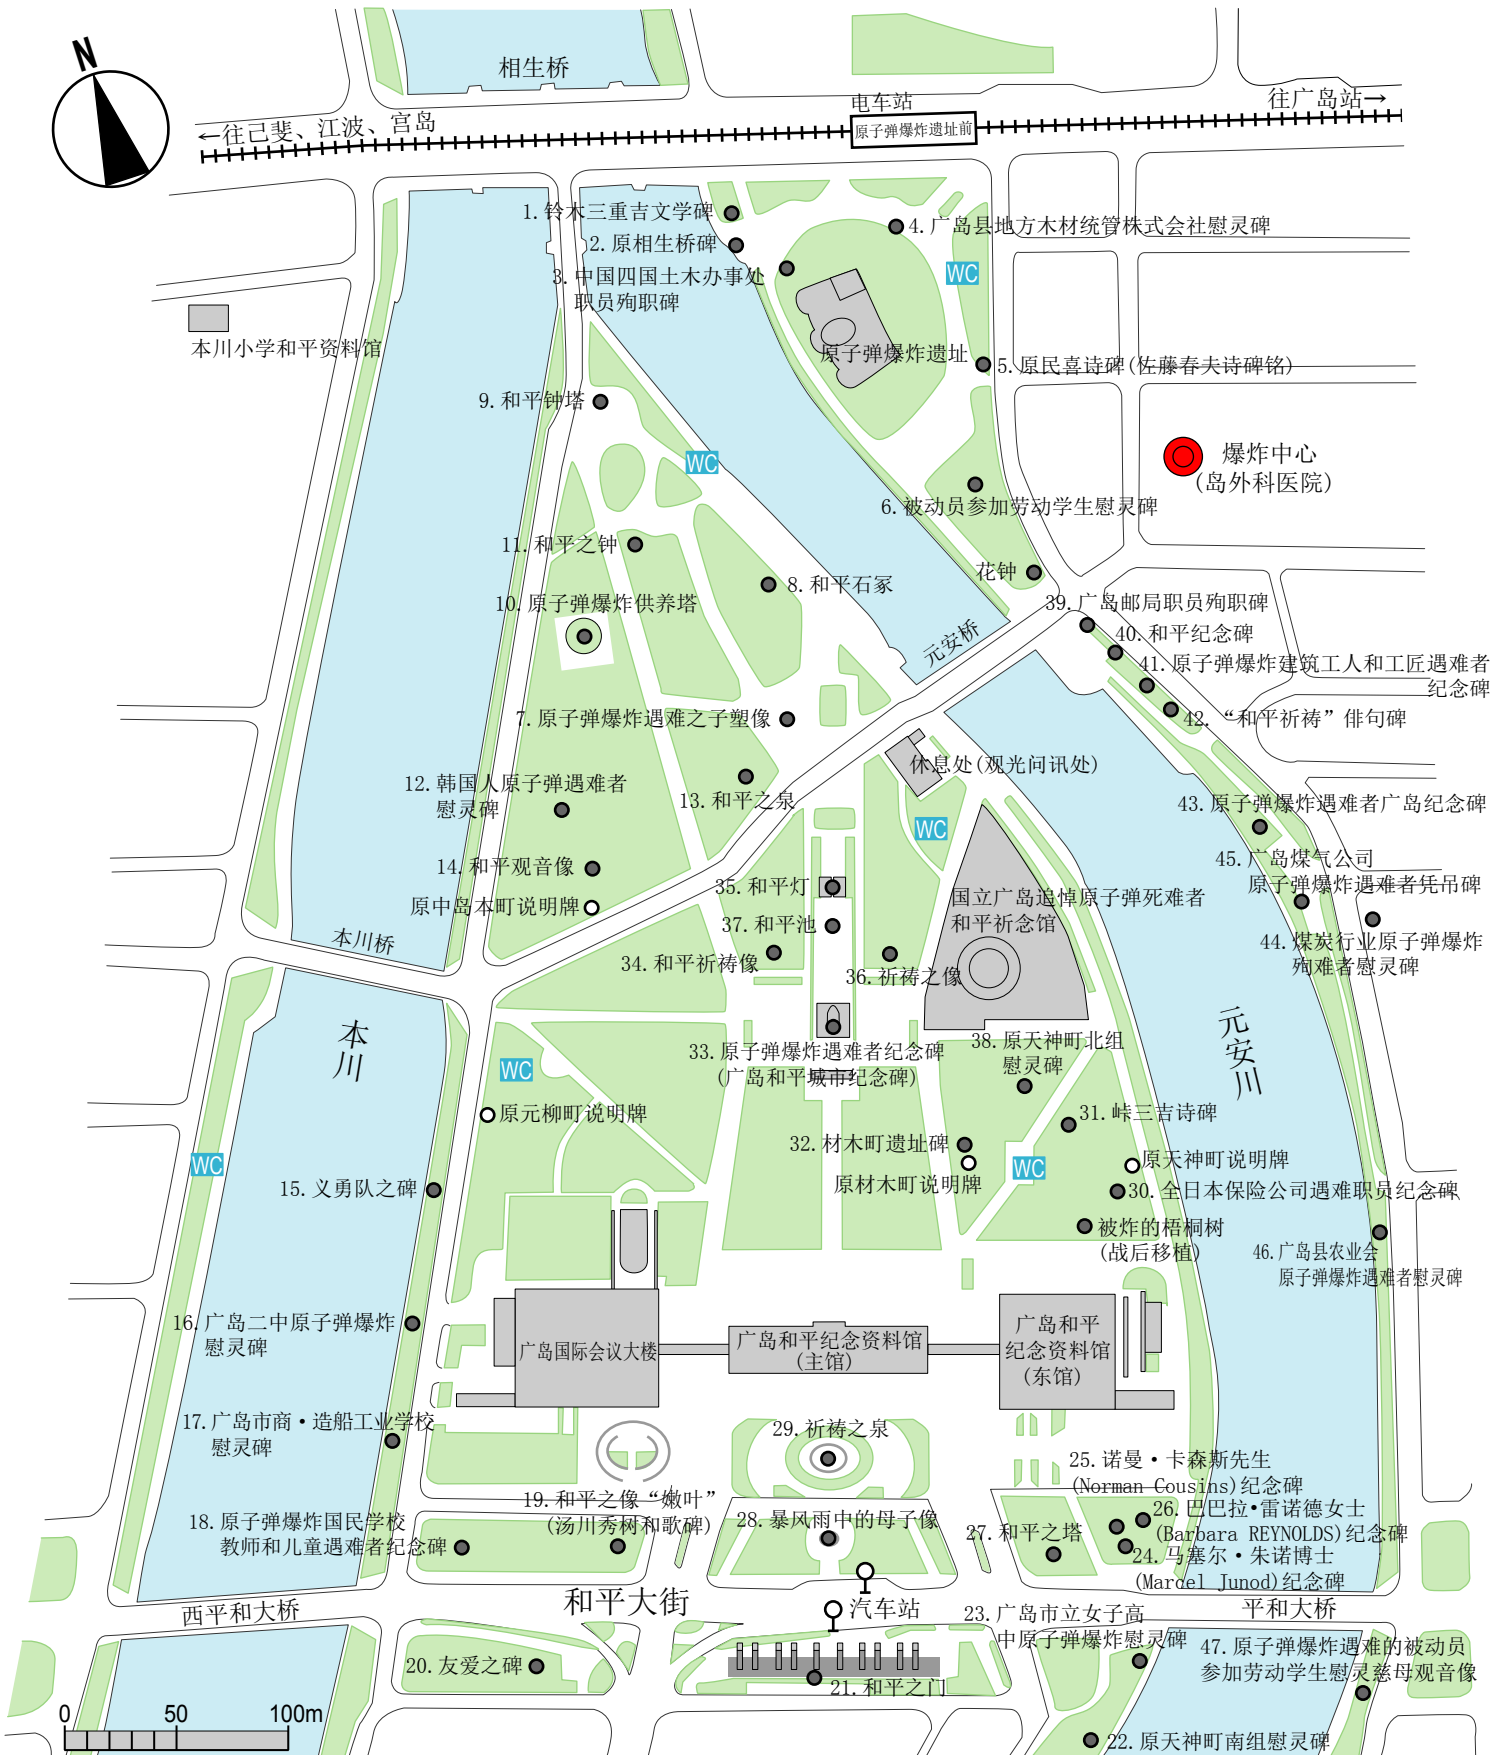 N
相生桥
电车站
往广岛站→
←往己斐、江波、宫岛
原子弹爆炸遗址前
1.铃木三重吉文学碑
2.原相生桥碑
3.中国四国土木办事处
职员殉职碑
4.广岛县地方木材统管株式会社慰灵碑
WC
本川小学和平资料馆
原子弹爆炸遗址
5.原民喜诗碑(佐藤春夫诗碑铭)
9.和平钟塔
WC
爆炸中心
(岛外科医院)
6.被动员参加劳动学生慰灵碑
11.和平之钟
花钟
8.和平石冢
10.原子弹爆炸供养塔
39.广岛邮局职员殉职碑
元安桥
40.和平纪念碑
41.原子弹爆炸建筑工人和工匠遇难者
纪念碑
7.原子弹爆炸遇难之子塑像
42.“和平祈祷”俳句碑
休息处(观光问讯处)
12.韩国人原子弹遇难者
慰灵碑
13.和平之泉
43.原子弹爆炸遇难者广岛纪念碑
WC
14.和平观音像
45.广岛煤气公司
原子弹爆炸遇难者凭吊碑
35.和平灯
国立广岛追悼原子弹死难者
和平祈念馆
原中岛本町说明牌
37.和平池
本川桥
44.煤炭行业原子弹爆炸
殉难者慰灵碑
34.和平祈祷像
36.祈祷之像
本川
元安川
33.原子弹爆炸遇难者纪念碑
(广岛和平城市纪念碑)
38.原天神町北组
慰灵碑
WC
原元柳町说明牌
31.峠三吉诗碑
32.材木町遗址碑
WC
WC
原天神町说明牌
原材木町说明牌
15.义勇队之碑
30.全日本保险公司遇难职员纪念碑
被炸的梧桐树
(战后移植)
46.广岛县农业会
原子弹爆炸遇难者慰灵碑
16.广岛二中原子弹爆炸
慰灵碑
广岛国际会议大楼
广岛和平纪念资料馆
(主馆)
广岛和平
纪念资料馆
(东馆)
17.广岛市商·造船工业学校
慰灵碑
29.祈祷之泉
25.诺曼·卡森斯先生
(Norman Cousins)纪念碑
19.和平之像“嫩叶”
(汤川秀树和歌碑)
26.巴巴拉·雷诺德女士
(Barbara REYNOLDS)纪念碑
18.原子弹爆炸国民学校
教师和儿童遇难者纪念碑
28.暴风雨中的母子像
27.和平之塔
24.马塞尔·朱诺博士
(Marcel Junod)纪念碑
和平大街
西平和大桥
汽车站
平和大桥
23.广岛市立女子高
中原子弹爆炸慰灵碑
47.原子弹爆炸遇难的被动员
参加劳动学生慰灵慈母观音像
20.友爱之碑
21.和平之门
22.原天神町南组慰灵碑
0 50 100m